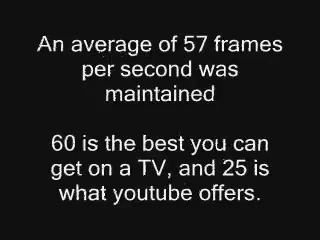 An average of 57 frames
per second was
maintained
60 is the best you can
get on a TV, and 25 is
what youtube offers.